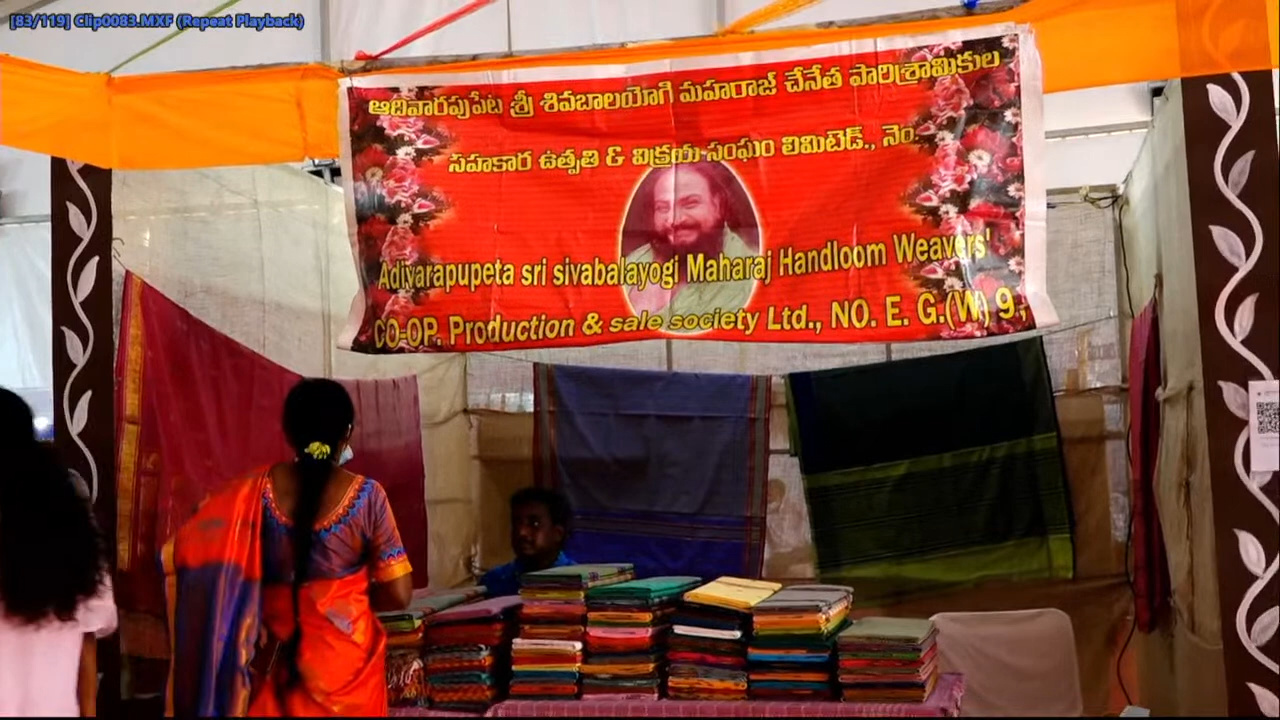 [83/119] Clip0083.MXF (Repeat Playback)
ఆదివారపుపేట శ్రీ శివబాలయోగి మహరాజ్ చేనేత పారిశ్రామికుల
సహకార ఉత్పతి & విక్రయ సంఘం లిమిటెడ్., నెం.
Adivarapupeta sri sivabalayogi Maharaj Handloom Weavers'
CO-OP. Production & sale society Ltd., NO. E. G.(W) 9,